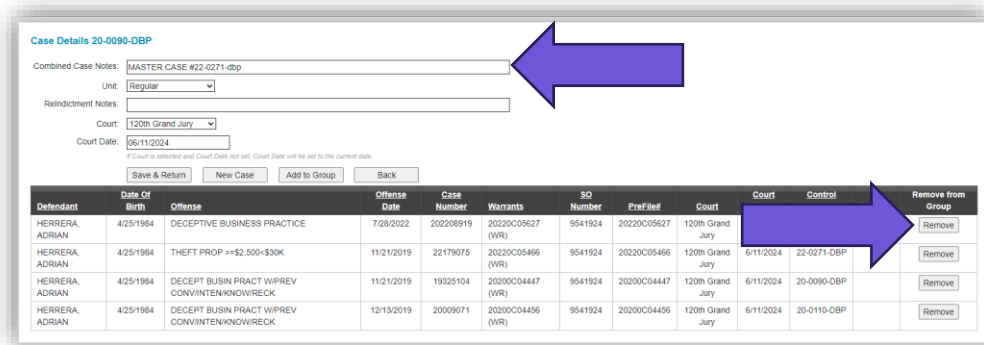 Case Details 20-0090-DBP
Combined Case Notes: MASTER CASE #22-0271-dbp
Unit: Regular
ReIndictment Notes:
Court: 120th Grand Jury
Court Date: 06/11/2024
If Court is selected and Court Date not set, Court Date will be set to the current date
Save & Return New Case Add to Group Back
Defendant Date Of Birth Offense Offense Date Case Number Warrants SO Number PreFile# Court Court Control Remove from Group
HERRERA, ADRIAN 4/25/1984 DECEPTIVE BUSINESS PRACTICE 7/28/2022 202208919 20220C05627 (WR) 9541924 20220C05627 120th Grand Jury Remove
HERRERA, ADRIAN 4/25/1984 THEFT PROP >=$2,500<$30K 11/21/2019 22179075 20220C05466 (WR) 9541924 20220C05466 120th Grand Jury 6/11/2024 22-0271-DBP Remove
HERRERA, ADRIAN 4/25/1984 DECEPT BUSIN PRACT W/PREV CONV/INTEN/KNOW/RECK 11/21/2019 19325104 20200C04447 (WR) 9541924 20200C04447 120th Grand Jury 6/11/2024 20-0090-DBP Remove
HERRERA, ADRIAN 4/25/1984 DECEPT BUSIN PRACT W/PREV CONV/INTEN/KNOW/RECK 12/13/2019 20009071 20200C04456 (WR) 9541924 20200C04456 120th Grand Jury 6/11/2024 20-0110-DBP Remove